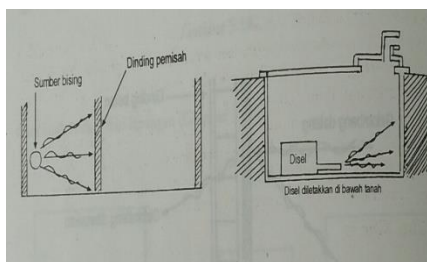 Sumber bising
Dinding pemisah
Disel
Disel diletakkan di bawah tanah